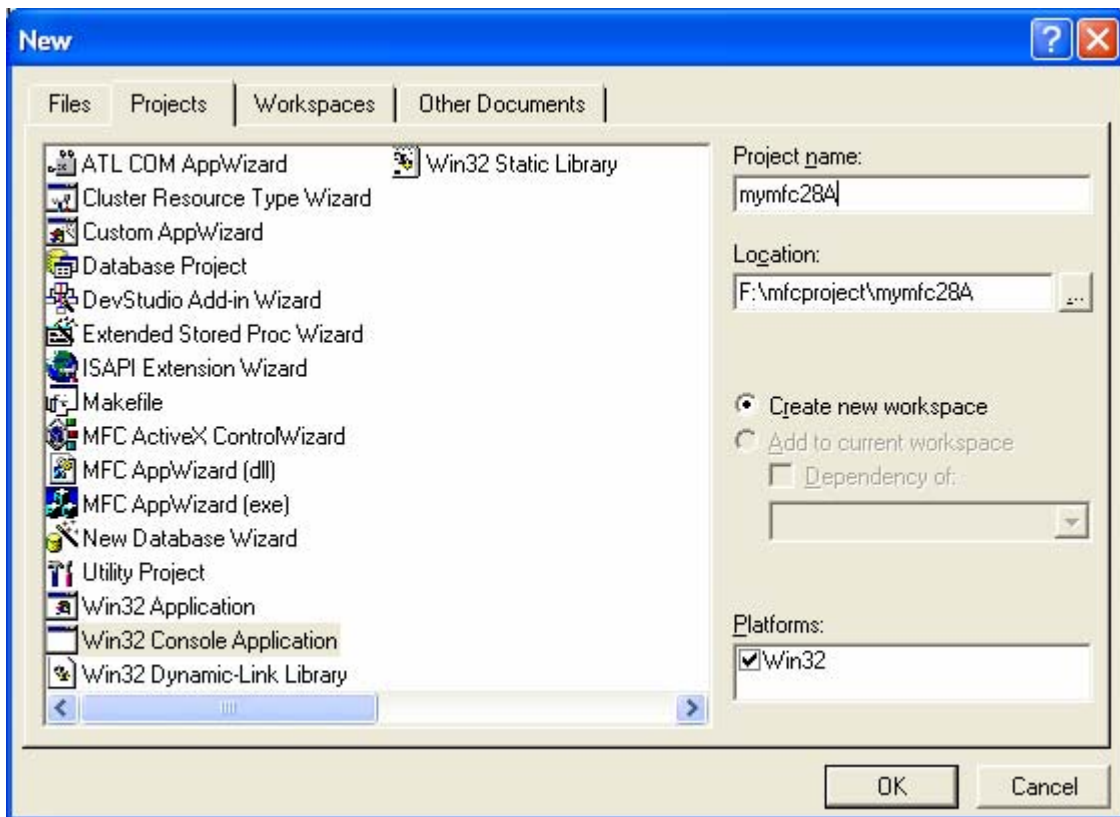 New
Files Projects Workspaces Other Documents
ATL COM AppWizard
Cluster Resource Type Wizard
Custom AppWizard
Database Project
DevStudio Add-in Wizard
Extended Stored Proc Wizard
ISAPI Extension Wizard
Makefile
MFC ActiveX ControlWizard
MFC AppWizard (dll)
MFC AppWizard (exe)
New Database Wizard
Utility Project
Win32 Application
Win32 Console Application
Win32 Dynamic-Link Library
Win32 Static Library
Project name:
mymfc28A
Location:
F:\mfcproject\mymfc28A
...
Create new workspace
Add to current workspace
Dependency of:
Platforms:
Win32
OK Cancel